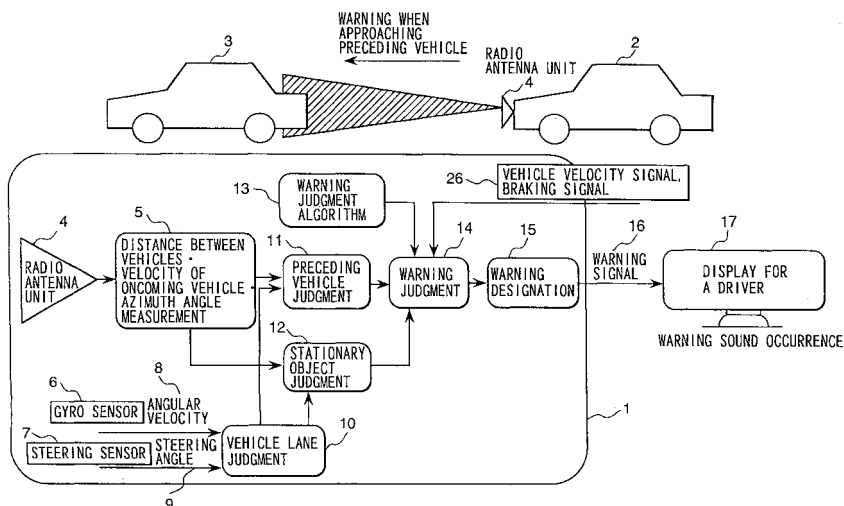 WARNING WHEN
APPROACHING
PRECEDING VEHICLE
3
RADIO
ANTENNA UNIT
4
2
26
VEHICLE VELOCITY SIGNAL,
BRAKING SIGNAL
13
WARNING
JUDGMENT
ALGORITHM
4
RADIO
ANTENNA
UNIT
5
DISTANCE BETWEEN
VEHICLES ·
VELOCITY OF
ONCOMING VEHICLE
AZIMUTH ANGLE
MEASUREMENT
11
PRECEDING
VEHICLE
JUDGMENT
14
WARNING
JUDGMENT
15
WARNING
DESIGNATION
16
WARNING
SIGNAL
17
DISPLAY FOR
A DRIVER
WARNING SOUND OCCURRENCE
12
STATIONARY
OBJECT
JUDGMENT
6
GYRO SENSOR
8
ANGULAR
VELOCITY
7
STEERING SENSOR
STEERING
ANGLE
9
VEHICLE LANE
JUDGMENT
10
1